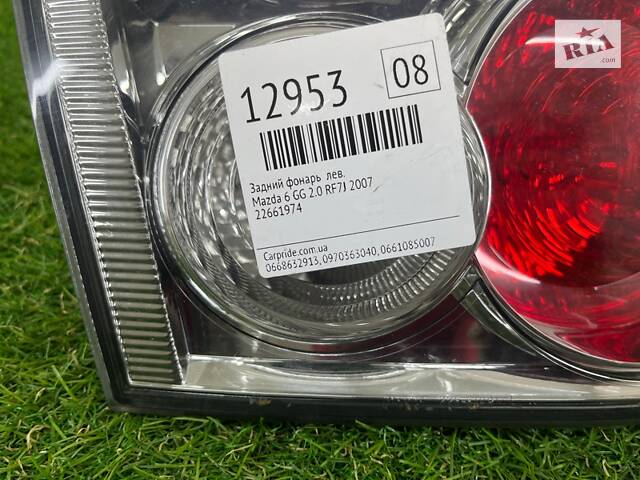 RIA
.com
12953
08
Задний фонарь лев.
Mazda 6 GG 2.0 RF7J 2007
22661974
Carpride.com.ua
0668632913, 0970363040, 0661085007